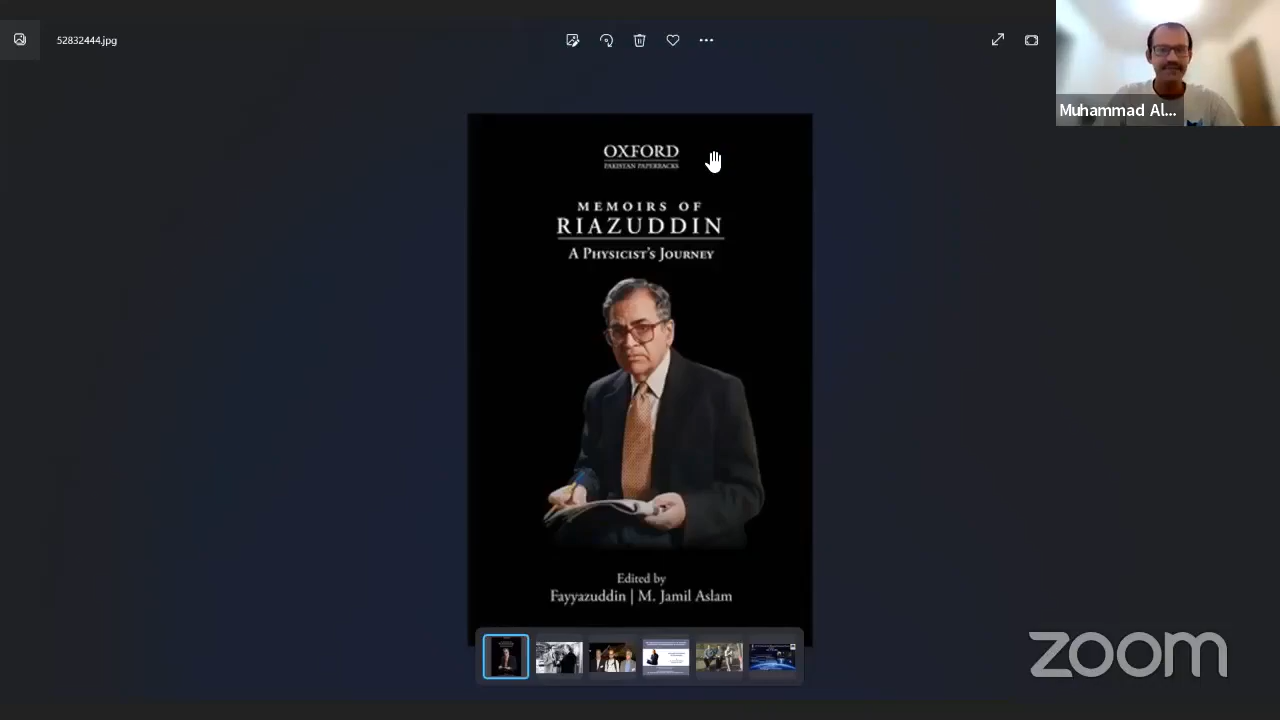 52832444.jpg
Muhammad Al...
OXFORD
PAKISTAN PAPERBACKS
MEMOIRS OF
RIAZUDDIN
A PHYSICIST'S JOURNEY
Edited by
Fayyazuddin | M. Jamil Aslam
zoom